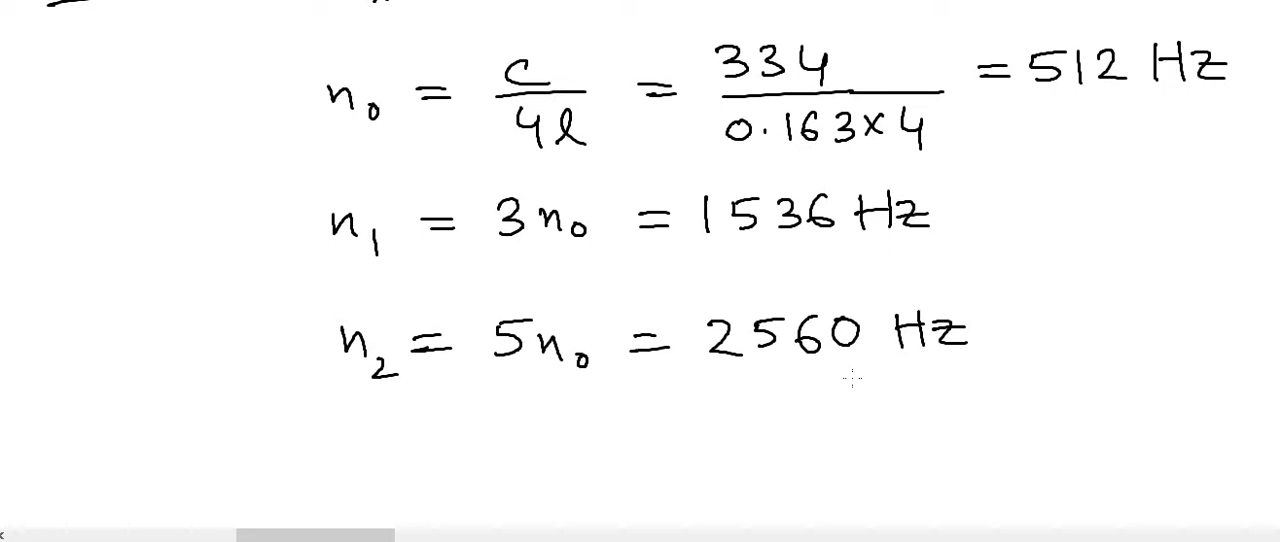 n₀ = c/4l = 334/0.163×4 = 512 Hz
n₁ = 3n₀ = 1536 Hz
n₂ = 5n₀ = 2560 Hz